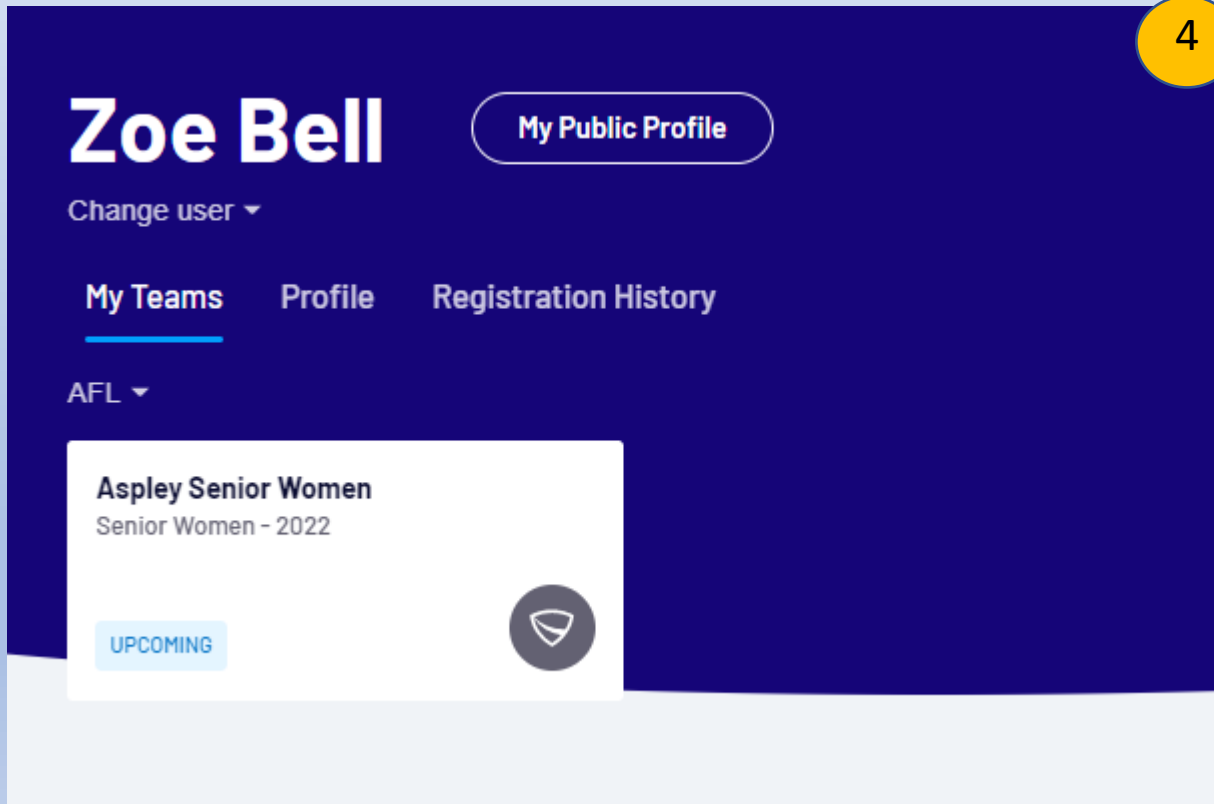 4
Zoe Bell
My Public Profile
Change user
My Teams Profile Registration History
AFL
Aspley Senior Women
Senior Women - 2022
UPCOMING